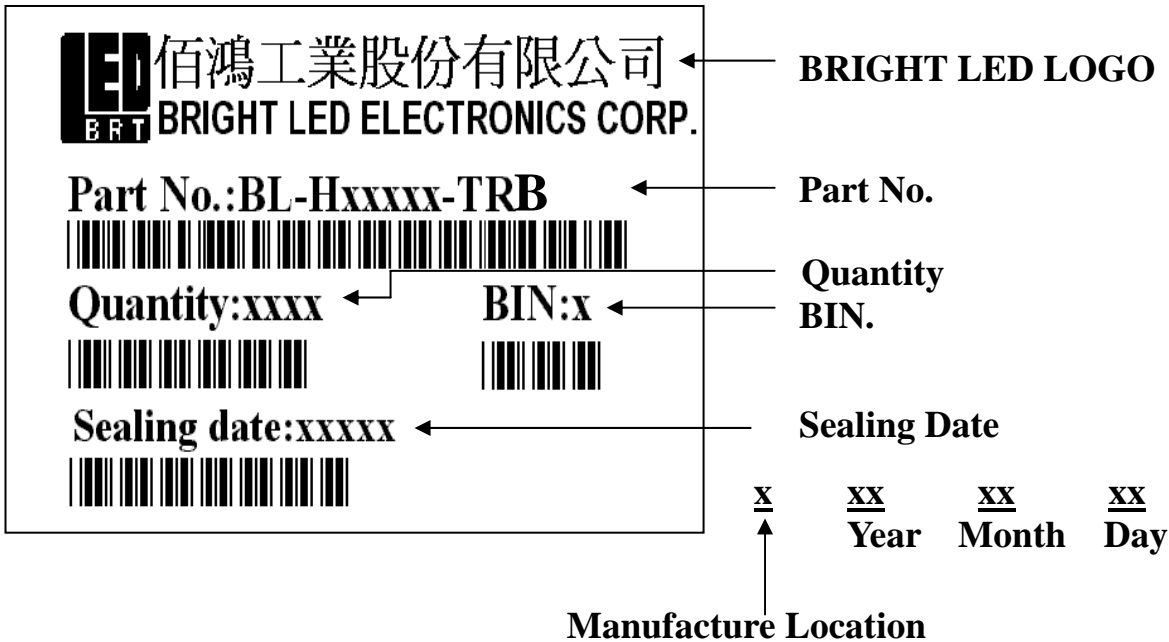 LED 佰鴻工業股份有限公司
BRT BRIGHT LED ELECTRONICS CORP.
BRIGHT LED LOGO
Part No.:BL-Hxxxxx-TRB
Part No.
Quantity:xxxx
BIN:x
Quantity
BIN.
Sealing date:xxxxx
Sealing Date
x xx xx xx
Year Month Day
Manufacture Location